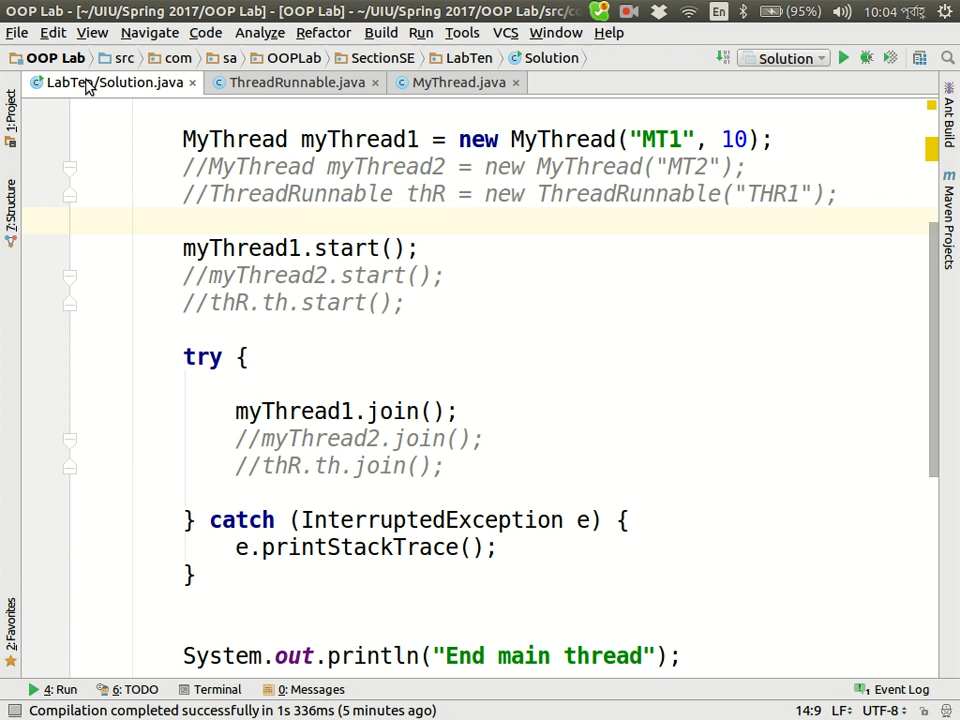 OOP Lab - [~/UIU/Spring 2017/OOP Lab] - [OOP Lab] - ~/UIU/Spring 2017/OOP Lab/src/co En (95%) 10:04 পূর্বাহ্ণ
File Edit View Navigate Code Analyze Refactor Build Run Tools VCS Window Help
OOP Lab src com sa OOPLab SectionSE LabTen Solution Solution
LabTen/Solution.java ThreadRunnable.java MyThread.java
1: Project
7: Structure
2: Favorites
Ant Build
Maven Projects
MyThread myThread1 = new MyThread("MT1", 10);
//MyThread myThread2 = new MyThread("MT2");
//ThreadRunnable thR = new ThreadRunnable("THR1");
myThread1.start();
//myThread2.start();
//thR.th.start();
try {
myThread1.join();
//myThread2.join();
//thR.th.join();
} catch (InterruptedException e) {
e.printStackTrace();
}
System.out.println("End main thread");
4: Run 6: TODO Terminal 0: Messages Event Log
Compilation completed successfully in 1s 336ms (5 minutes ago) 14:9 LF UTF-8